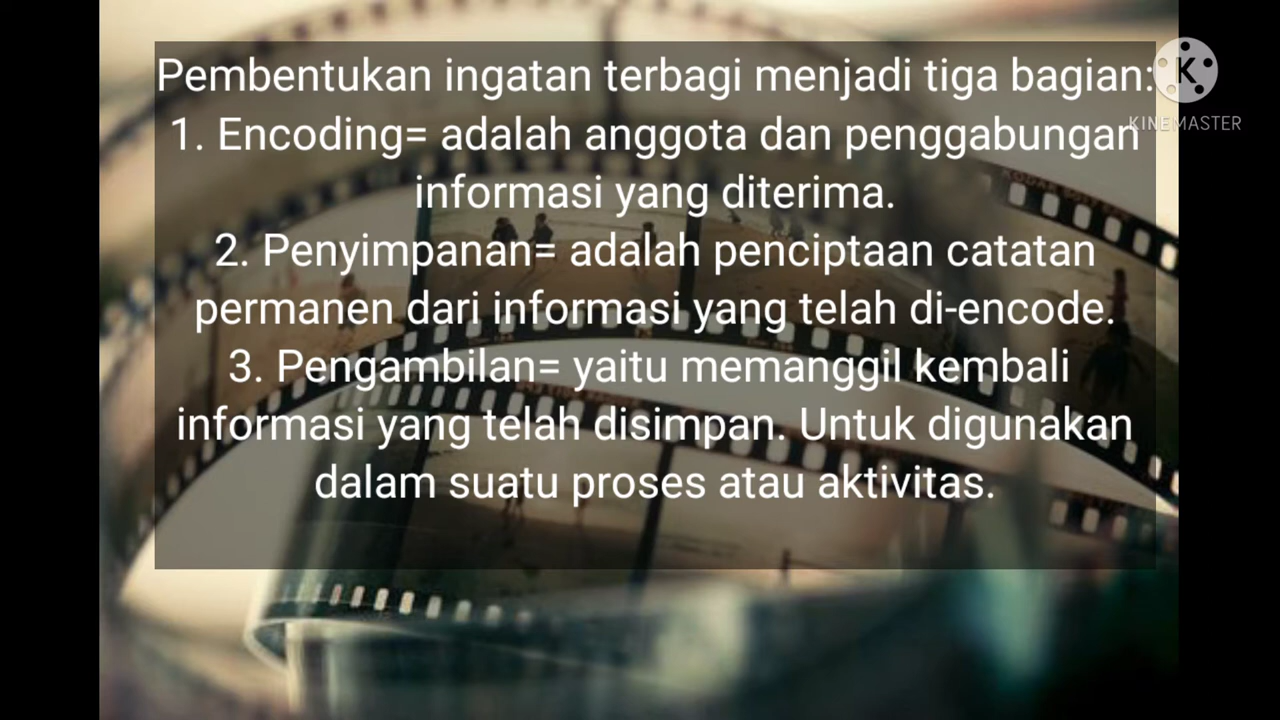 Pembentukan ingatan terbagi menjadi tiga bagian:
1. Encoding= adalah anggota dan penggabungan
informasi yang diterima.
2. Penyimpanan= adalah penciptaan catatan
permanen dari informasi yang telah di-encode.
3. Pengambilan= yaitu memanggil kembali
informasi yang telah disimpan. Untuk digunakan
dalam suatu proses atau aktivitas.
K
KINEMASTER